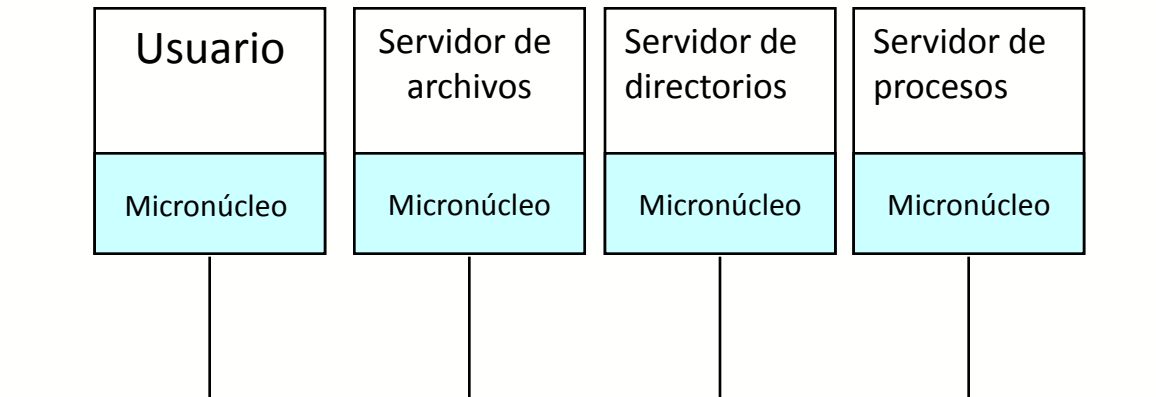 Usuario
Servidor de
archivos
Servidor de
directorios
Servidor de
procesos
Micronúcleo
Micronúcleo
Micronúcleo
Micronúcleo